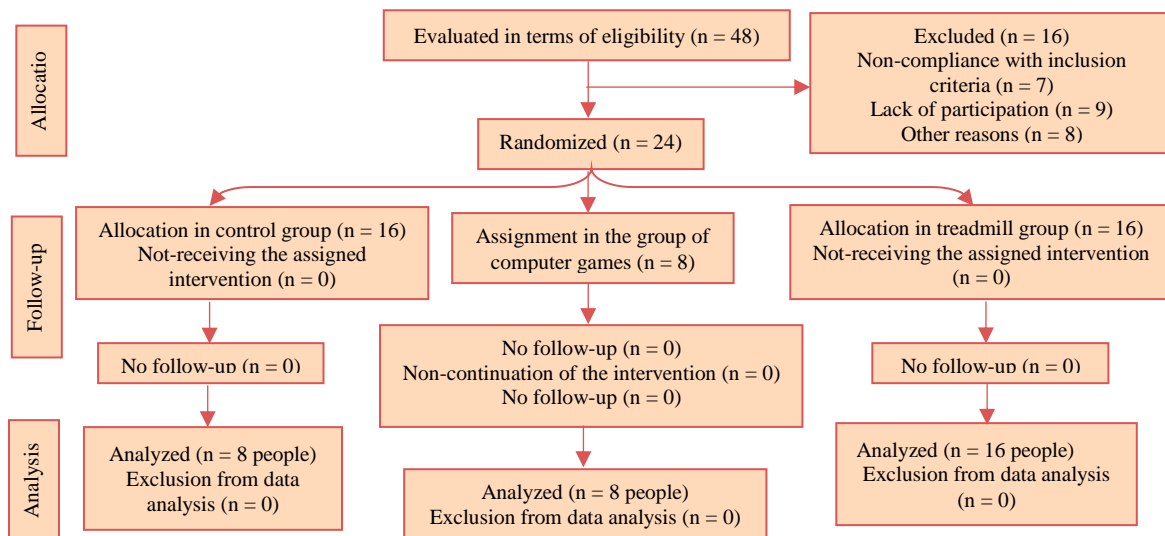 Allocatio
Evaluated in terms of eligibility (n = 48)
Excluded (n = 16)
Non-compliance with inclusion
criteria (n = 7)
Lack of participation (n = 9)
Other reasons (n = 8)
Randomized (n = 24)
Follow-up
Allocation in control group (n = 16)
Not-receiving the assigned
intervention (n = 0)
Assignment in the group of
computer games (n = 8)
Allocation in treadmill group (n = 16)
Not-receiving the assigned intervention
(n = 0)
No follow-up (n = 0)
No follow-up (n = 0)
Non-continuation of the intervention (n = 0)
No follow-up (n = 0)
No follow-up (n = 0)
Analysis
Analyzed (n = 8 people)
Exclusion from data
analysis (n = 0)
Analyzed (n = 8 people)
Exclusion from data analysis (n = 0)
Analyzed (n = 16 people)
Exclusion from data analysis
(n = 0)